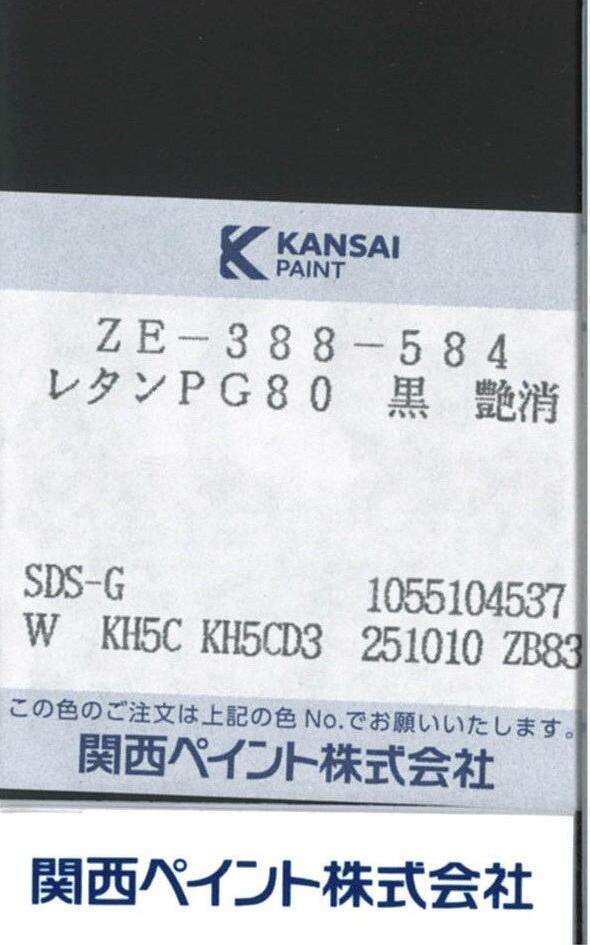 KANSAI
PAINT
ZE-388-584
レタンPG80 黒 艶消
SDS-G 1055104537
W KH5C KH5CD3 251010 ZB83
この色のご注文は上記の色No.でお願いいたします。
関西ペイント株式会社
関西ペイント株式会社